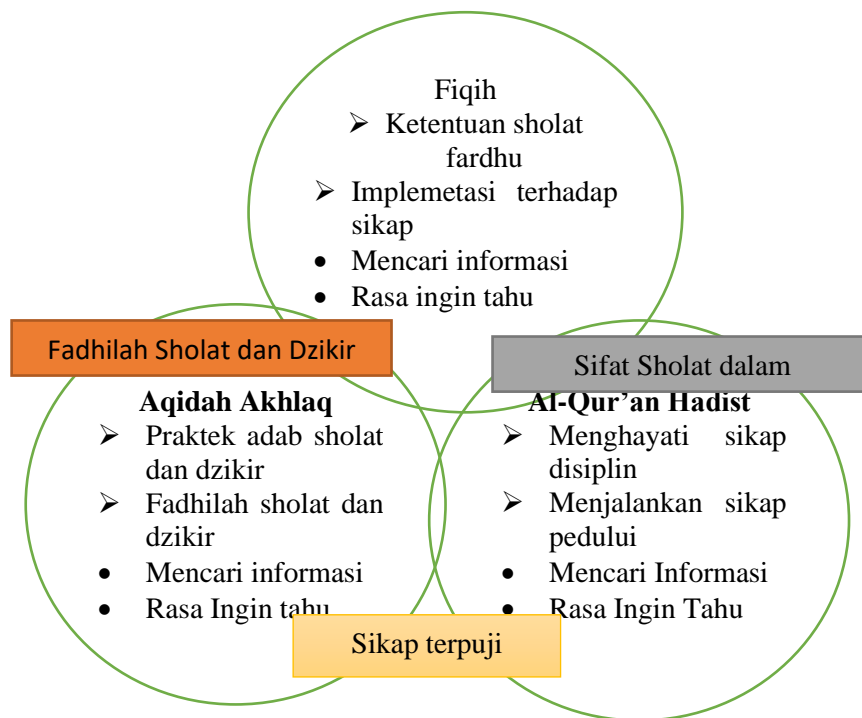 Fiqih
➤ Ketentuan sholat
fardhu
➤ Implemetasi terhadap
sikap
• Mencari informasi
• Rasa ingin tahu
Fadhilah Sholat dan Dzikir
Sifat Sholat dalam
Aqidah Akhlaq
➤ Praktek adab sholat
dan dzikir
➤ Fadhilah sholat dan
dzikir
• Mencari informasi
• Rasa Ingin tahu
Al-Qur’an Hadist
➤ Menghayati sikap
disiplin
➤ Menjalankan sikap
pedului
• Mencari Informasi
• Rasa Ingin Tahu
Sikap terpuji